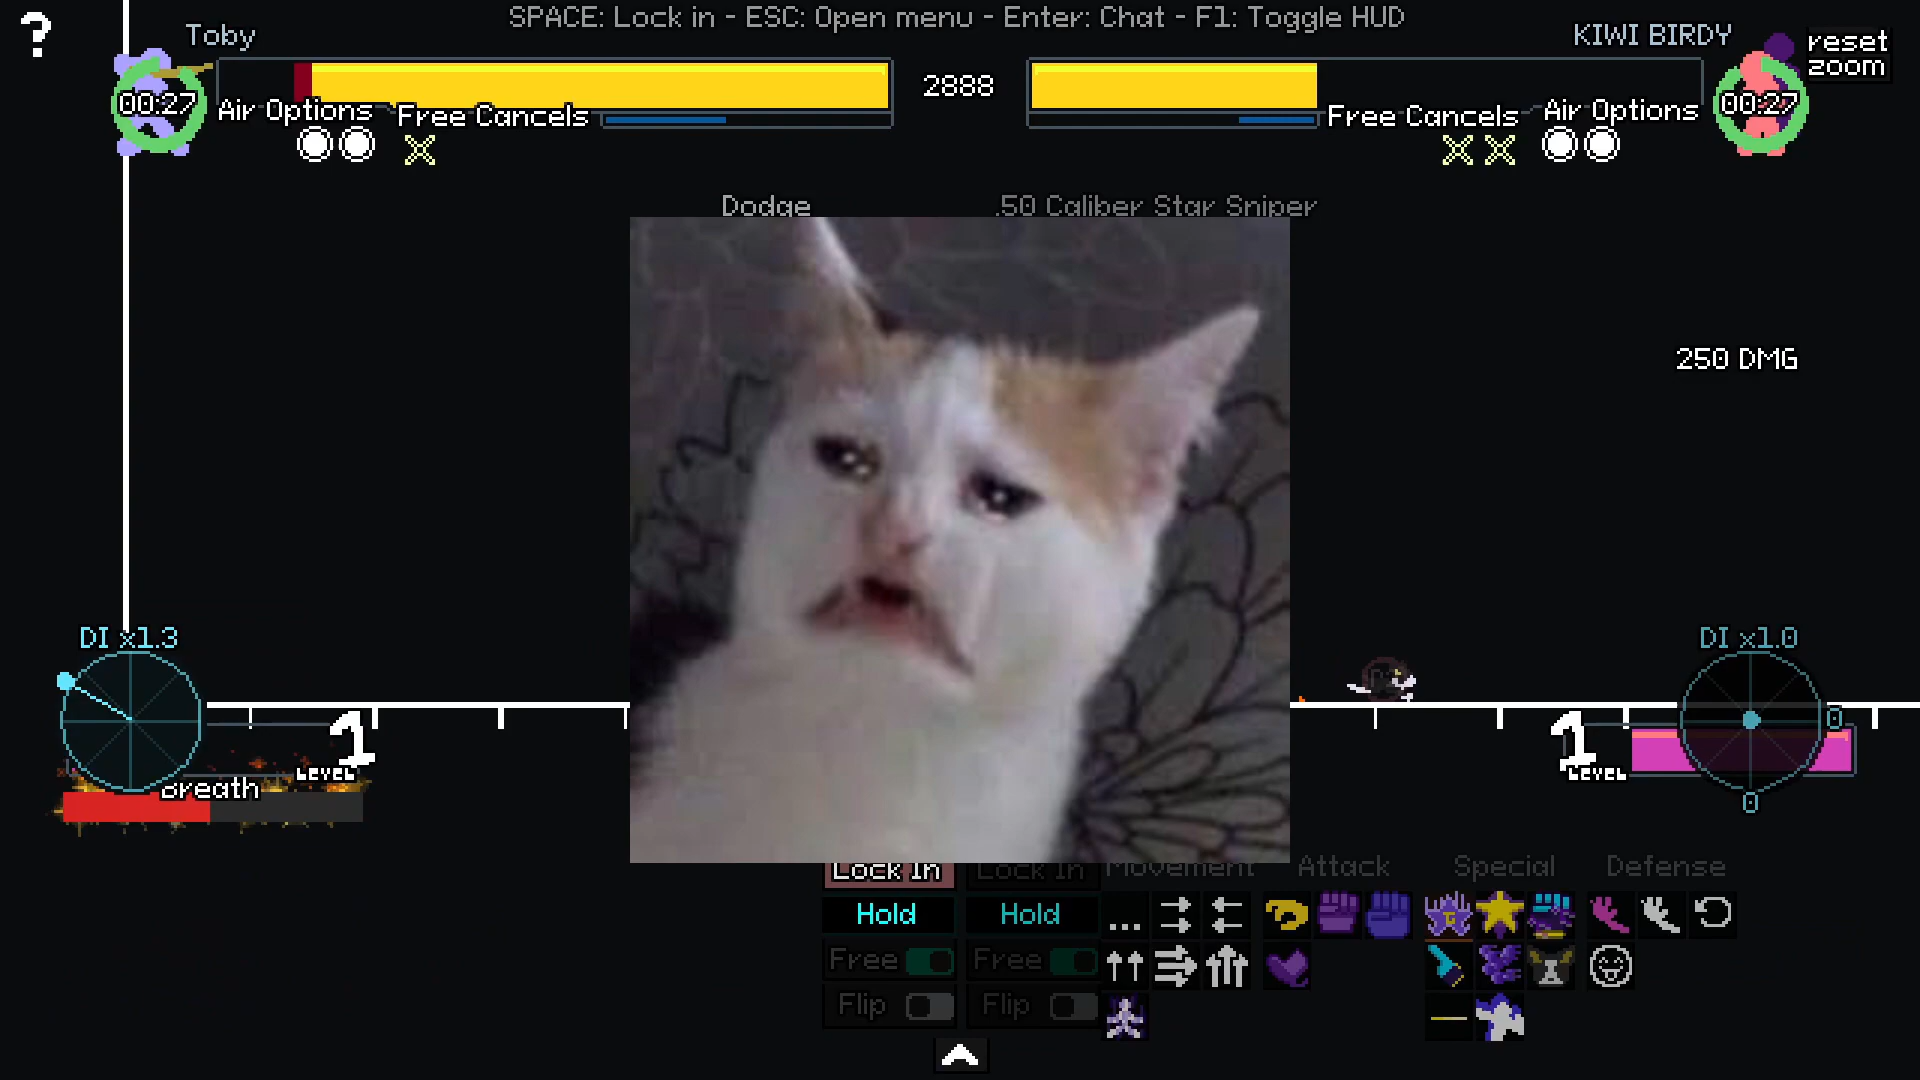 SPACE: Lock in - ESC: Open menu - Enter: Chat - F1: Toggle HUD
?
Toby
KIWI BIRDY
reset
zoom
2888
00:27
Air Options
Free Cancels
Free Cancels
Air Options
00:27
Dodge
.50 Caliber Star Sniper
250 DMG
DI x1.3
DI x1.0
1
LEVEL
1
LEVEL
0
0
Breath
Lock In
Lock In
Movement
Attack
Special
Defense
Hold
Hold
...
Free
Free
Flip
Flip